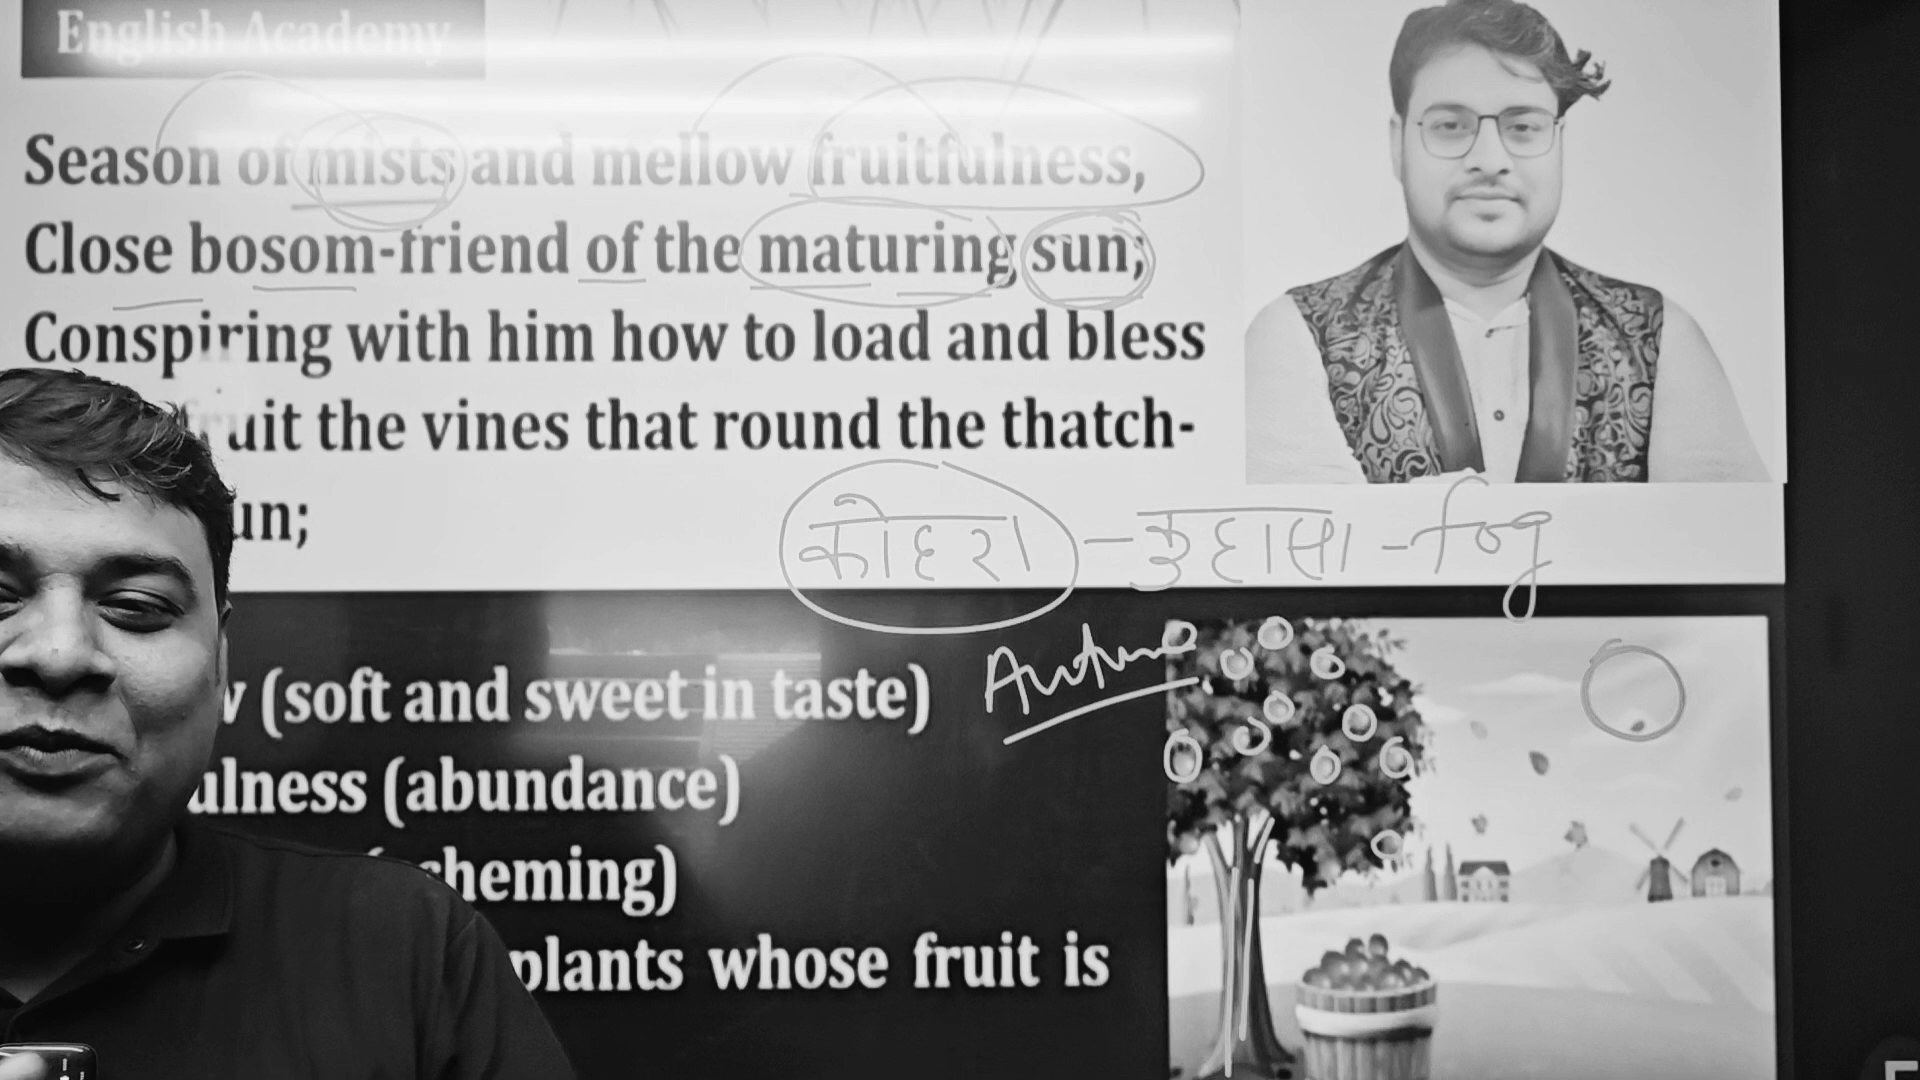 English Academy
Season of mists and mellow fruitfulness,
Close bosom-friend of the maturing sun;
Conspiring with him how to load and bless
fruit the vines that round the thatch-
un;
कोहरा - कुहासा - fog
(soft and sweet in taste)
Autumn
ulness (abundance)
cheming)
plants whose fruit is